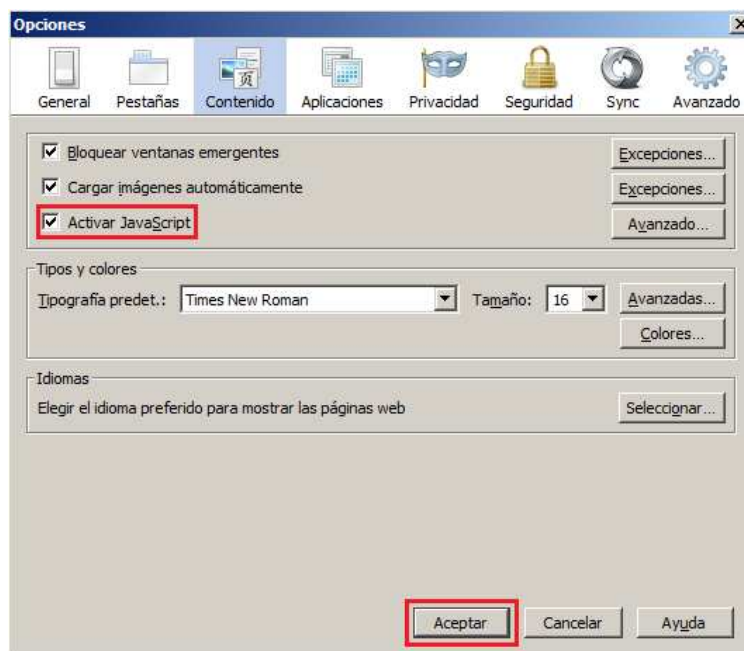 Opciones
General Pestañas Contenido Aplicaciones Privacidad Seguridad Sync Avanzado
Bloquear ventanas emergentes Excepciones...
Cargar imágenes automáticamente Excepciones...
Activar JavaScript Avanzado...
Tipos y colores
Tipografía predet.: Times New Roman Tamaño: 16 Avanzadas...
Colores...
Idiomas
Elegir el idioma preferido para mostrar las páginas web Seleccionar...
Aceptar Cancelar Ayuda